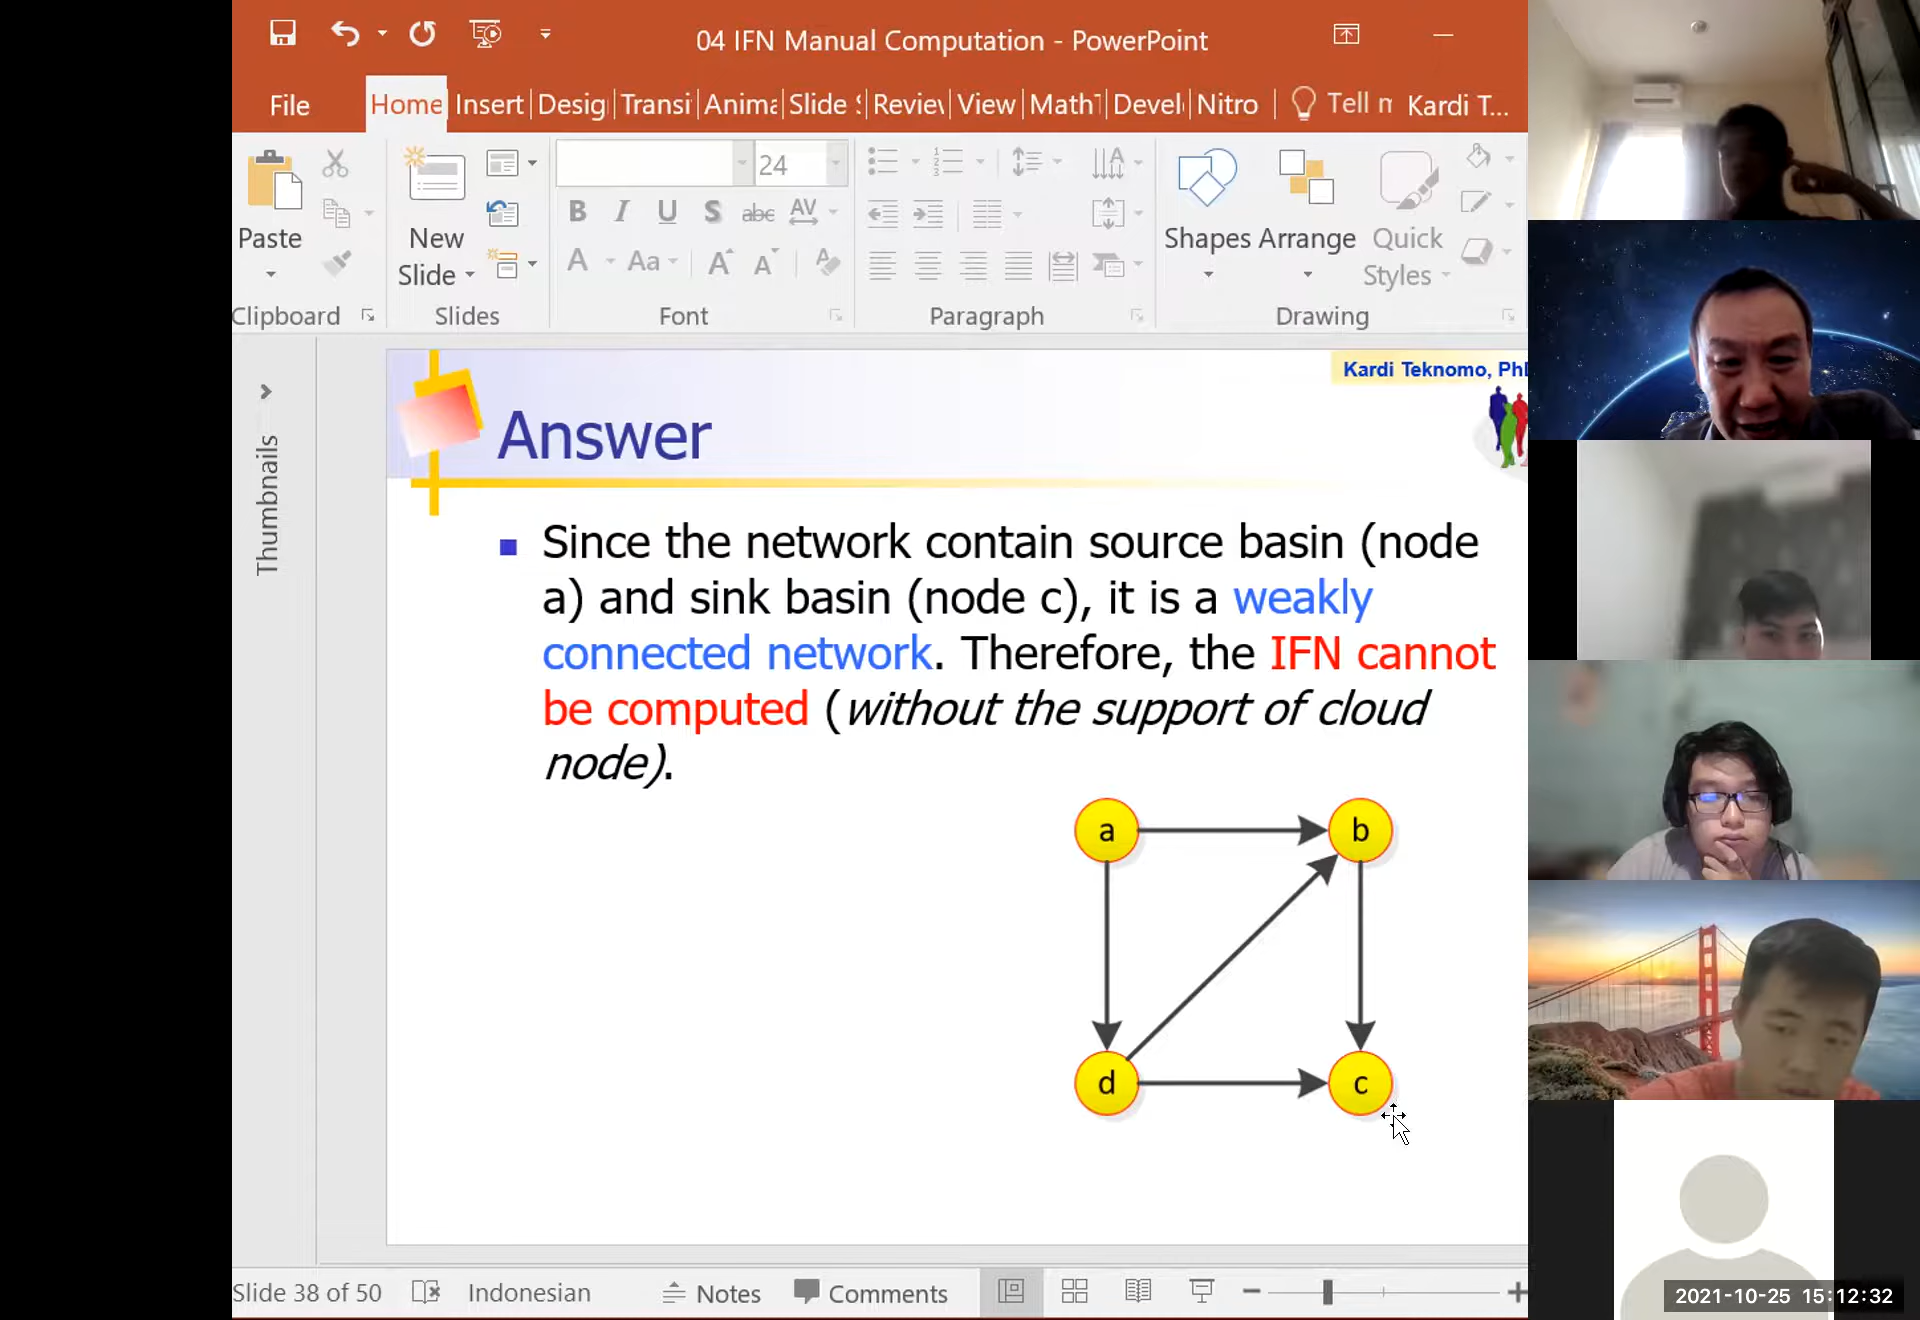 04 IFN Manual Computation - PowerPoint
File Home Insert Desig Transi Anima Slide Review View Math Devel Nitro Tell Kardi T...
24
B I U S abc AV
A Aa A A
Paste New Slide Shapes Arrange Quick Styles
Clipboard Slides Font Paragraph Drawing
Thumbnails
Kardi Teknomo, Ph
Answer
Since the network contain source basin (node
a) and sink basin (node c), it is a weakly
connected network. Therefore, the IFN cannot
be computed (without the support of cloud
node).
a b
d c
Slide 38 of 50 Indonesian Notes Comments
2021-10-25 15:12:32